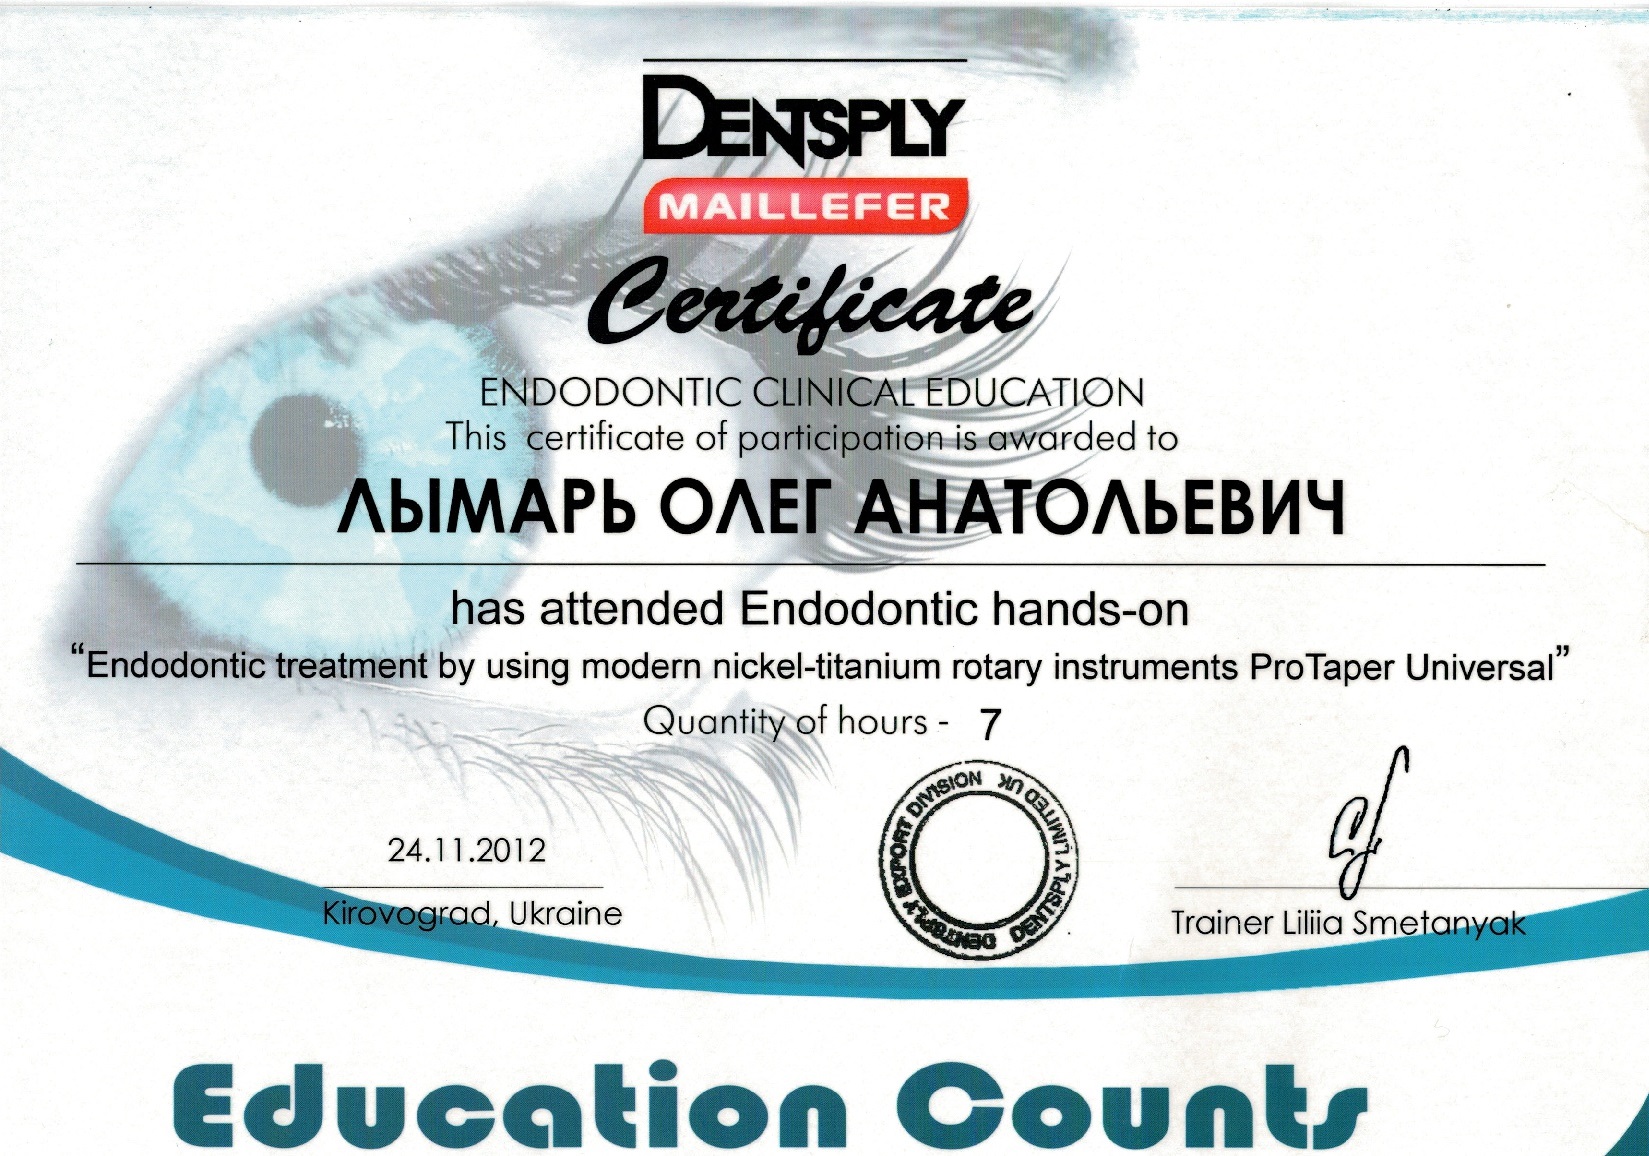 DENTSPLY
MAILLEFER
Certificate
ENDODONTIC CLINICAL EDUCATION
This certificate of participation is awarded to
ЛЫМАРЬ ОЛЕГ АНАТОЛЬЕВИЧ
has attended Endodontic hands-on
“Endodontic treatment by using modern nickel-titanium rotary instruments ProTaper Universal”
Quantity of hours - 7
DENTSPLY EXPORT DIVISION
DENTSPLY LIMITED UK
24.11.2012
Kirovograd, Ukraine
Trainer Liliia Smetanyak
Education Counts